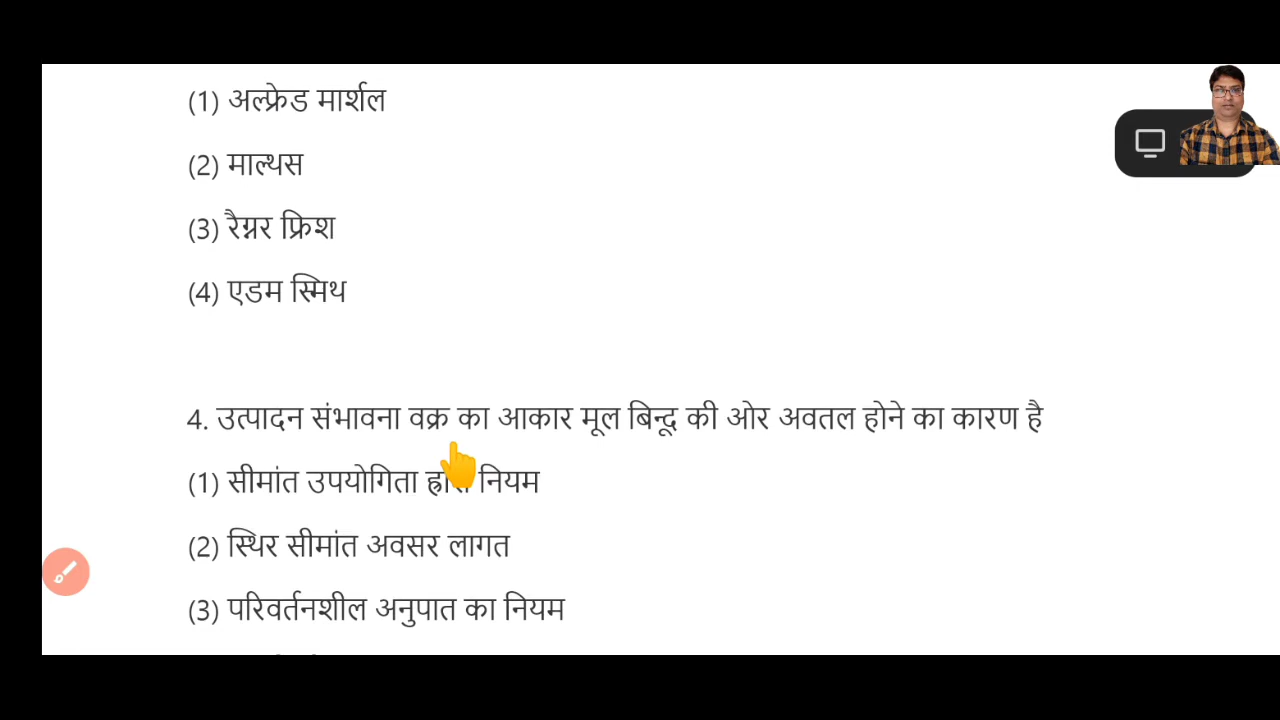 (1) अल्फ्रेड मार्शल
(2) माल्थस
(3) रैग्नर फ्रिश
(4) एडम स्मिथ
4. उत्पादन संभावना वक्र का आकार मूल बिन्दू की ओर अवतल होने का कारण है
(1) सीमांत उपयोगिता नियम
(2) स्थिर सीमांत अवसर लागत
(3) परिवर्तनशील अनुपात का नियम